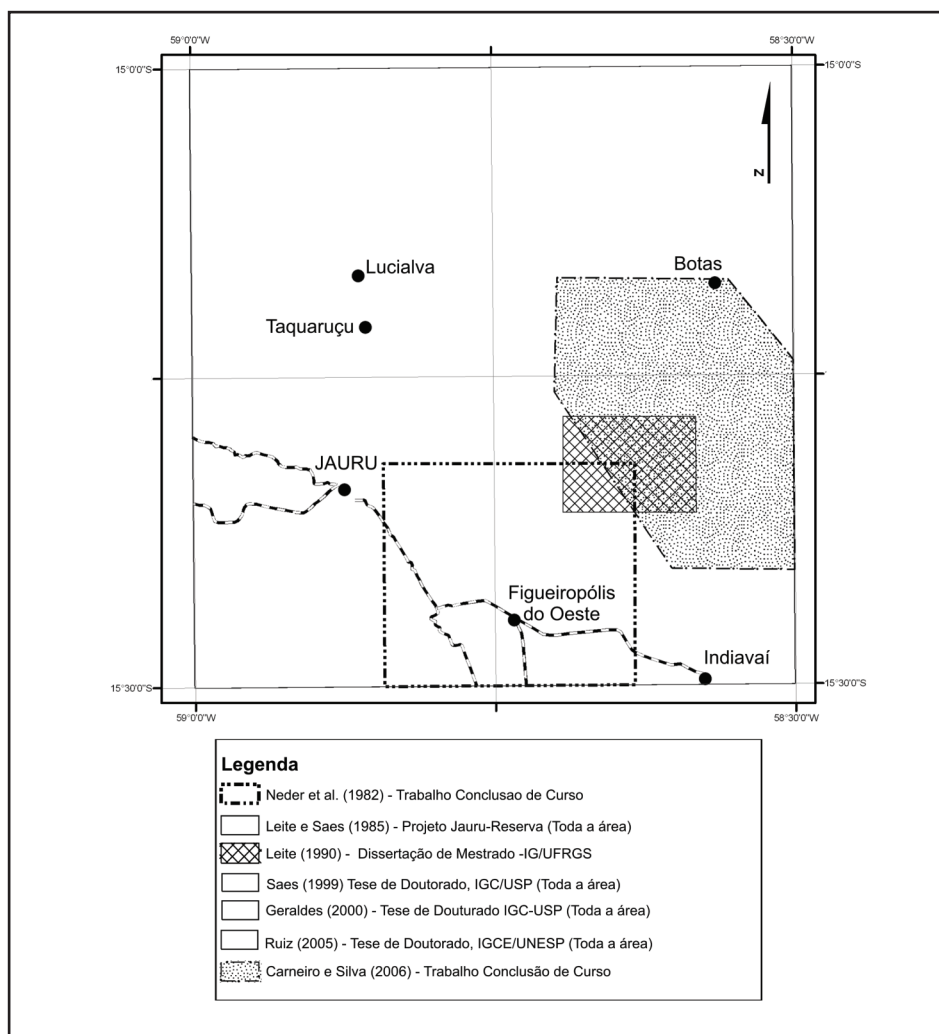 59°0'0"W
58°30'0"W
15°0'0"S
15°0'0"S
N
Lucialva
Botas
Taquaruçu
JAURU
Figueirópolis
do Oeste
Indiavaí
15°30'0"S
15°30'0"S
59°0'0"W
58°30'0"W
Legenda
Neder et al. (1982) - Trabalho Conclusao de Curso
Leite e Saes (1985) - Projeto Jauru-Reserva (Toda a área)
Leite (1990) - Dissertação de Mestrado -IG/UFRGS
Saes (1999) Tese de Doutorado, IGC/USP (Toda a área)
Geraldes (2000) - Tese de Douturado IGC-USP (Toda a área)
Ruiz (2005) - Tese de Doutorado, IGCE/UNESP (Toda a área)
Carneiro e Silva (2006) - Trabalho Conclusão de Curso